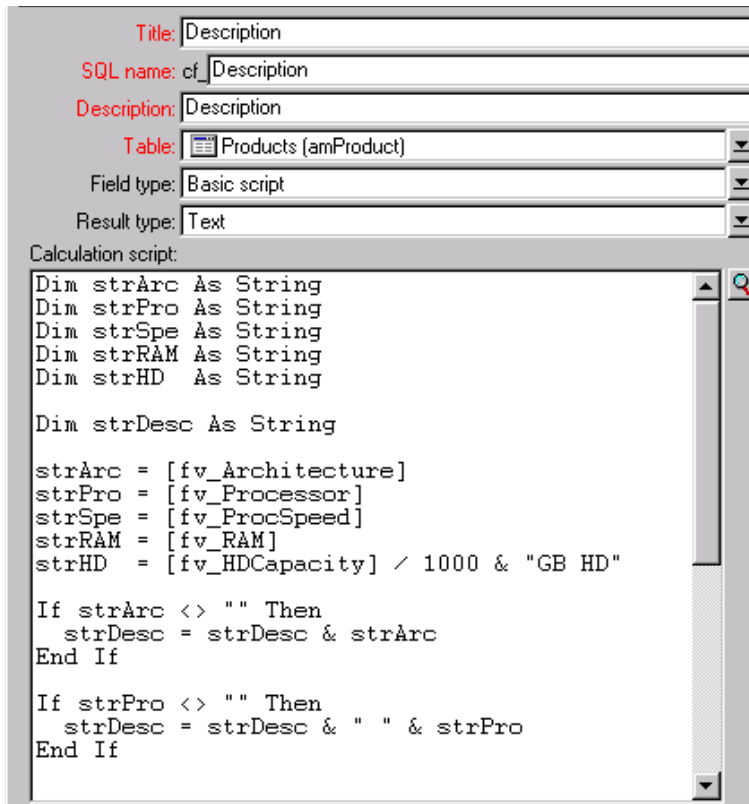 Title: Description
SQL name: cf_Description
Description: Description
Table: Products (amProduct)
Field type: Basic script
Result type: Text
Calculation script:
Dim strArc As String
Dim strPro As String
Dim strSpe As String
Dim strRAM As String
Dim strHD  As String
Dim strDesc As String
strArc = [fv_Architecture]
strPro = [fv_Processor]
strSpe = [fv_ProcSpeed]
strRAM = [fv_RAM]
strHD  = [fv_HDCapacity] / 1000 & "GB HD"
If strArc <> "" Then
  strDesc = strDesc & strArc
End If
If strPro <> "" Then
  strDesc = strDesc & " " & strPro
End If